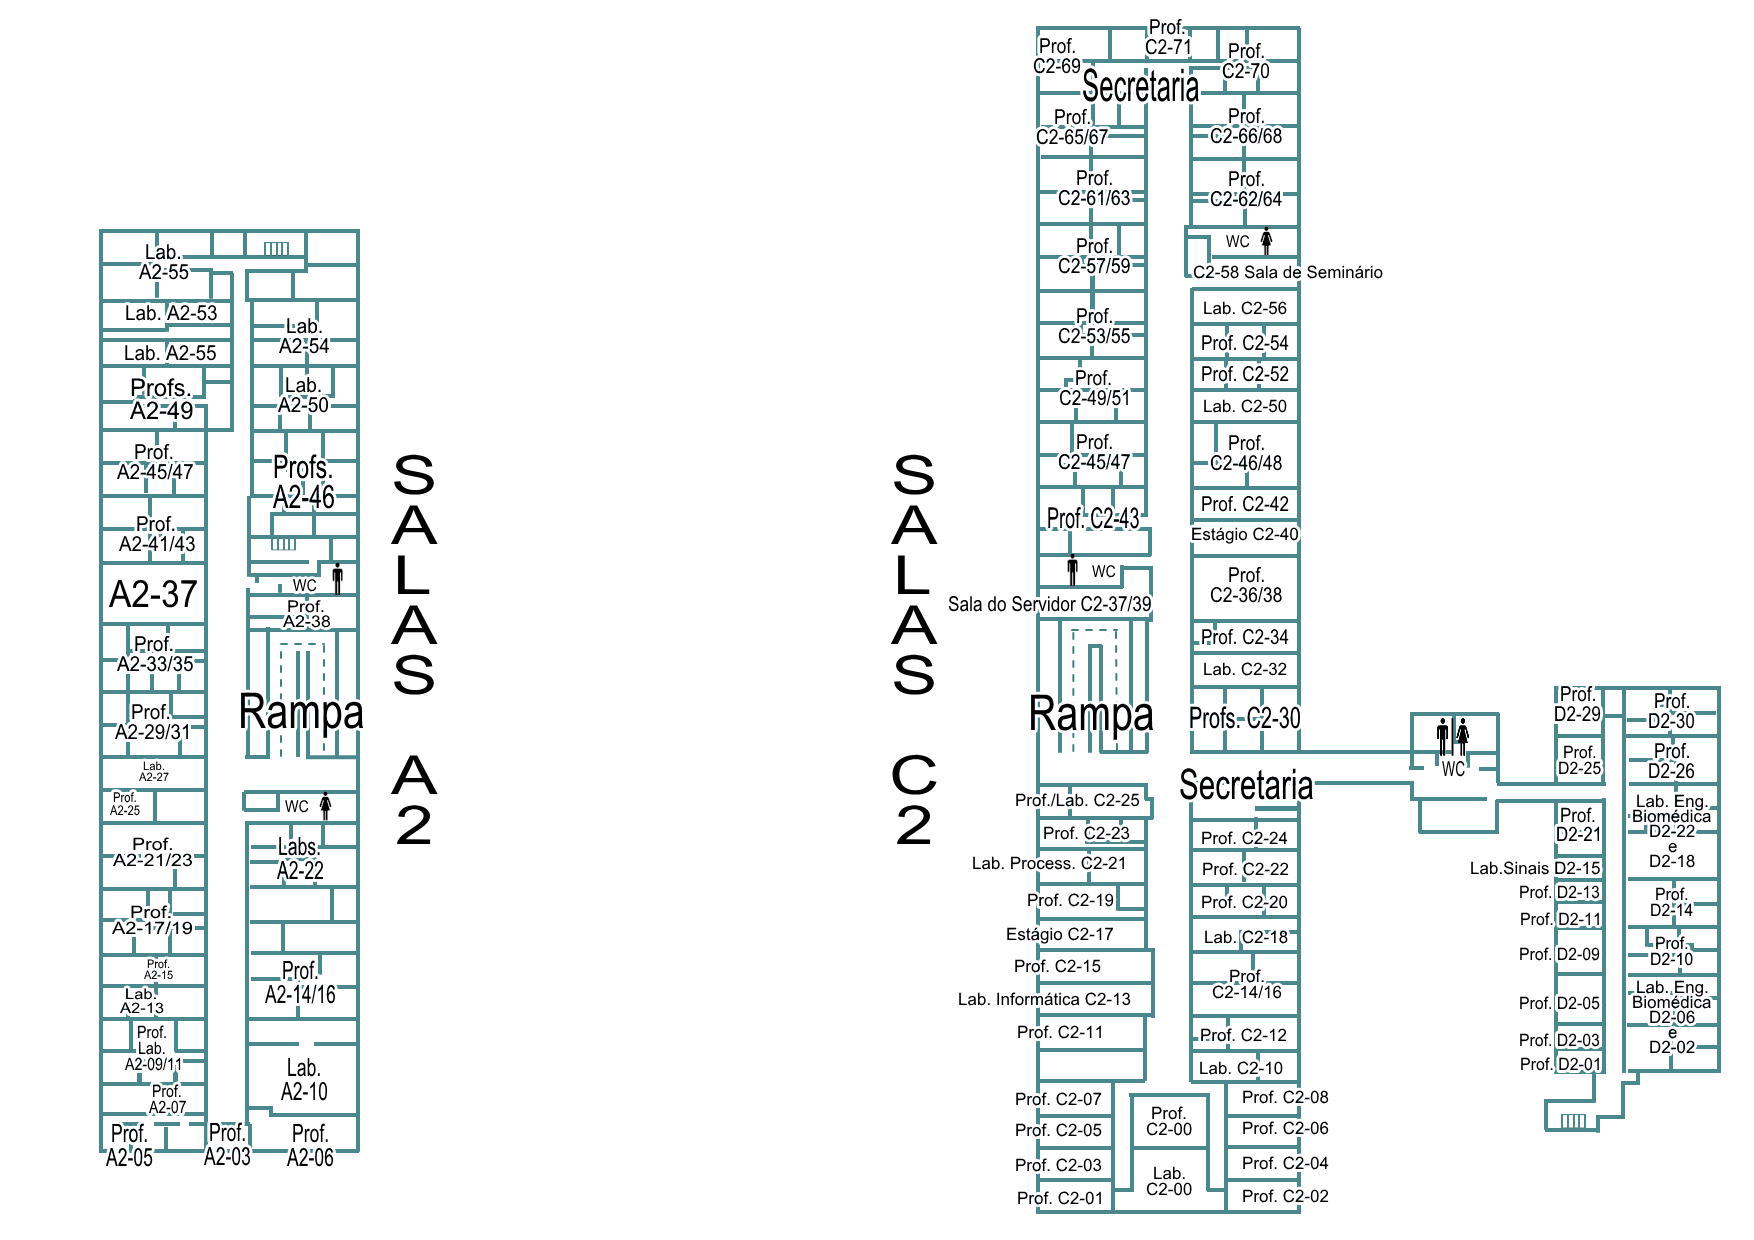 Lab.
A2-55
Lab. A2-53
Lab. A2-55
Profs.
A2-49
Prof.
A2-45/47
Prof.
A2-41/43
A2-37
Prof.
A2-33/35
Prof.
A2-29/31
Lab.
A2-27
Prof.
A2-25
Prof.
A2-21/23
Prof.
A2-17/19
Prof.
A2-15
Lab.
A2-13
Prof.
Lab.
A2-09/11
Prof.
A2-07
Prof.
A2-05
Prof.
A2-03
Prof.
A2-06
Lab.
A2-54
Lab.
A2-50
Profs.
A2-46
WC
Prof.
A2-38
Rampa
WC
Labs.
A2-22
Prof.
A2-14/16
Lab.
A2-10
S
A
L
A
S
A
2
S
A
L
A
S
C
2
Prof.
C2-69
Prof.
C2-71
Prof.
C2-70
Secretaria
Prof.
C2-65/67
Prof.
C2-61/63
Prof.
C2-57/59
Prof.
C2-53/55
Prof.
C2-49/51
Prof.
C2-45/47
Prof. C2-43
WC
Sala do Servidor C2-37/39
Rampa
Prof./Lab. C2-25
Prof. C2-23
Lab. Process. C2-21
Prof. C2-19
Estágio C2-17
Prof. C2-15
Lab. Informática C2-13
Prof. C2-11
Prof. C2-07
Prof. C2-05
Prof. C2-03
Prof. C2-01
Prof.
C2-00
Lab.
C2-00
Prof.
C2-66/68
Prof.
C2-62/64
WC
C2-58 Sala de Seminário
Lab. C2-56
Prof. C2-54
Prof. C2-52
Lab. C2-50
Prof.
C2-46/48
Prof. C2-42
Estágio C2-40
Prof.
C2-36/38
Prof. C2-34
Lab. C2-32
Profs. C2-30
Secretaria
Prof. C2-24
Prof. C2-22
Prof. C2-20
Lab. C2-18
Prof.
C2-14/16
Prof. C2-12
Lab. C2-10
Prof. C2-08
Prof. C2-06
Prof. C2-04
Prof. C2-02
WC
Prof.
D2-29
Prof.
D2-25
Prof.
D2-21
Lab.Sinais D2-15
Prof. D2-13
Prof. D2-11
Prof. D2-09
Prof. D2-05
Prof. D2-03
Prof. D2-01
Prof.
D2-30
Prof.
D2-26
Lab. Eng.
Biomédica
D2-22
e
D2-18
Prof.
D2-14
Prof.
D2-10
Lab. Eng.
Biomédica
D2-06
e
D2-02